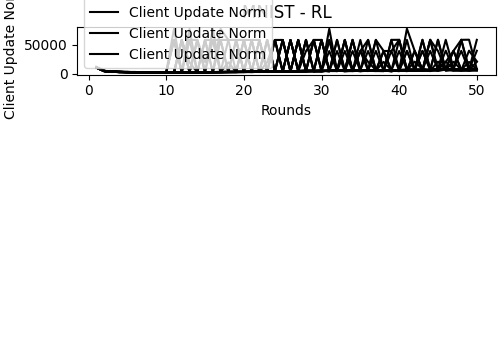 Client Update Norm
MNIST - RL
Client Update Norm
Client Update Norm
50000
0
0
10
20
30
40
50
Rounds